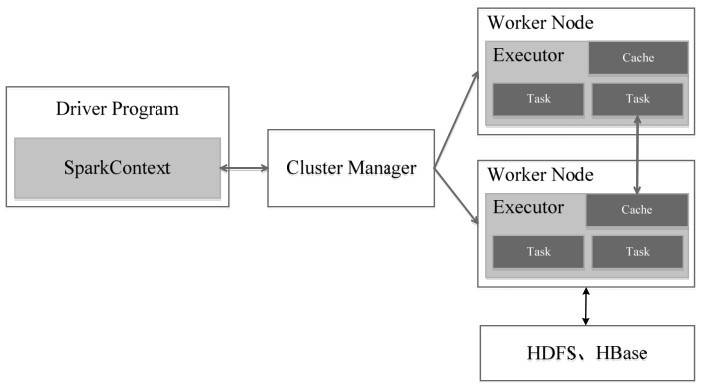 Driver Program
SparkContext
Cluster Manager
Worker Node
Executor
Cache
Task
Task
Worker Node
Executor
Cache
Task
Task
HDFS、HBase